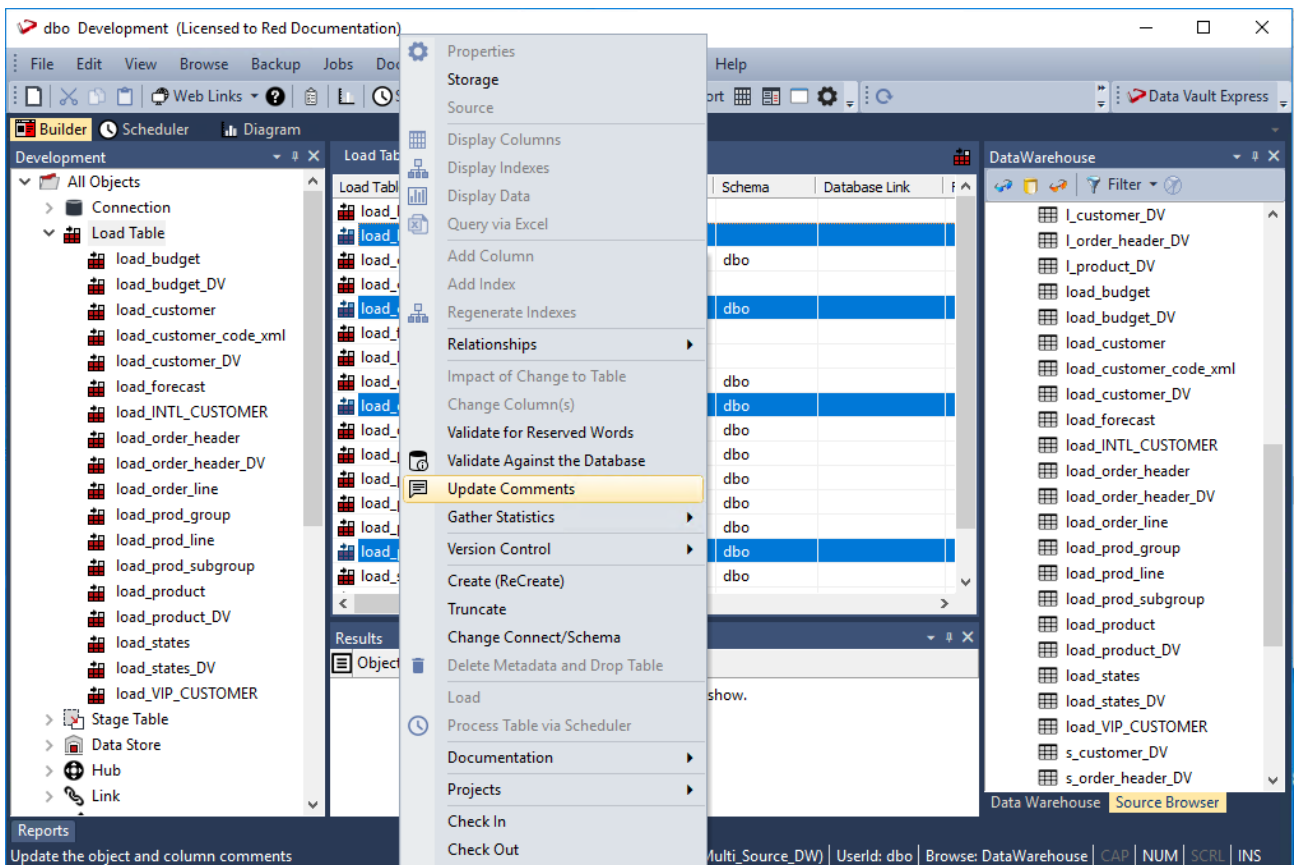 dbo Development (Licensed to Red Documentation)
File Edit View Browse Backup Jobs Help
Web Links
Data Vault Express
Builder Scheduler Diagram
Development
All Objects
Connection
Load Table
load_budget
load_budget_DV
load_customer
load_customer_code_xml
load_customer_DV
load_forecast
load_INTL_CUSTOMER
load_order_header
load_order_header_DV
load_order_line
load_prod_group
load_prod_line
load_prod_subgroup
load_product
load_product_DV
load_states
load_states_DV
load_VIP_CUSTOMER
Stage Table
Data Store
Hub
Link
Load Tab
Load Tabl
Schema Database Link
dbo
dbo
dbo
dbo
dbo
dbo
dbo
dbo
dbo
dbo
Results
Object
show.
Properties
Storage
Source
Display Columns
Display Indexes
Display Data
Query via Excel
Add Column
Add Index
Regenerate Indexes
Relationships
Impact of Change to Table
Change Column(s)
Validate for Reserved Words
Validate Against the Database
Update Comments
Gather Statistics
Version Control
Create (ReCreate)
Truncate
Change Connect/Schema
Delete Metadata and Drop Table
Load
Process Table via Scheduler
Documentation
Projects
Check In
Check Out
DataWarehouse
Filter
l_customer_DV
l_order_header_DV
l_product_DV
load_budget
load_budget_DV
load_customer
load_customer_code_xml
load_customer_DV
load_forecast
load_INTL_CUSTOMER
load_order_header
load_order_header_DV
load_order_line
load_prod_group
load_prod_line
load_prod_subgroup
load_product
load_product_DV
load_states
load_states_DV
load_VIP_CUSTOMER
s_customer_DV
s_order_header_DV
Data Warehouse Source Browser
Reports
Update the object and column comments
Multi_Source_DW) UserId: dbo Browse: DataWarehouse CAP NUM SCRL INS